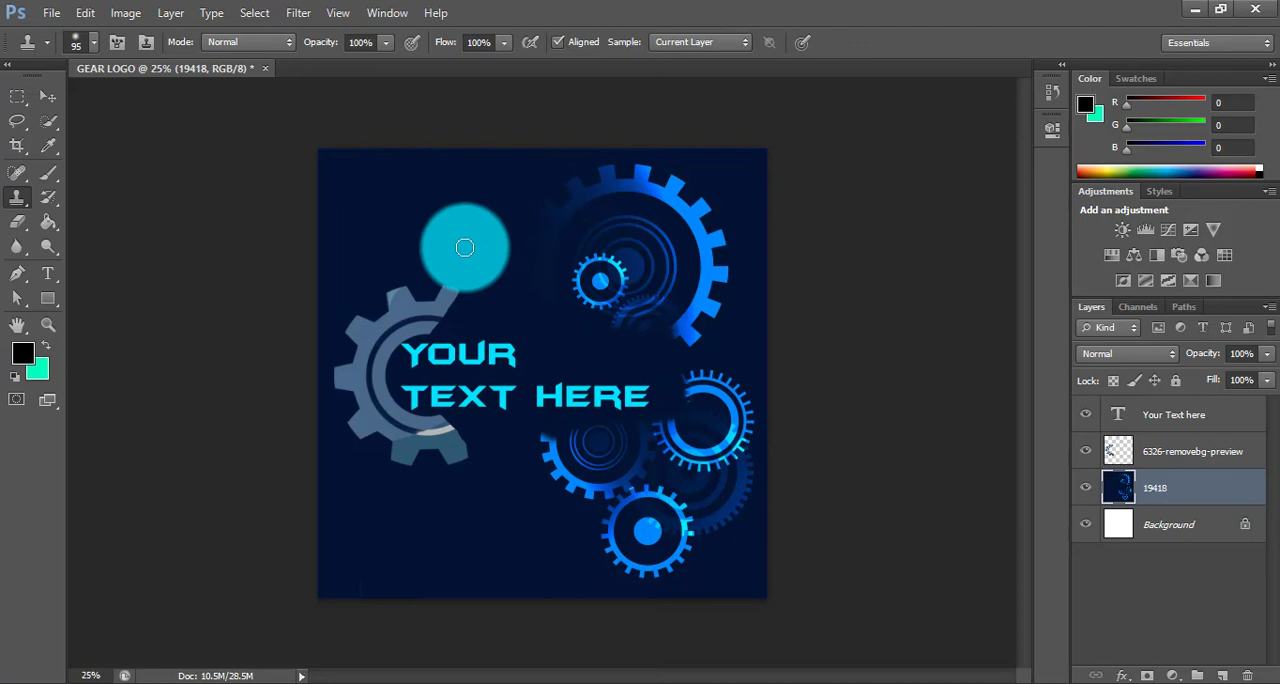 Ps File Edit Image Layer Type Select Filter View Window Help
95 Mode: Normal Opacity: 100% Flow: 100% Aligned Sample: Current Layer Essentials
GEAR LOGO @ 25% (19418, RGB/8) * ×
Color Swatches
R 0
G 0
B 0
Adjustments Styles
Add an adjustment
Layers Channels Paths
Kind
Normal Opacity: 100%
Lock: Fill: 100%
T Your Text here
6326-removebg-preview
19418
Background
YOUR
TEXT HERE
25% Doc: 10.5M/28.5M